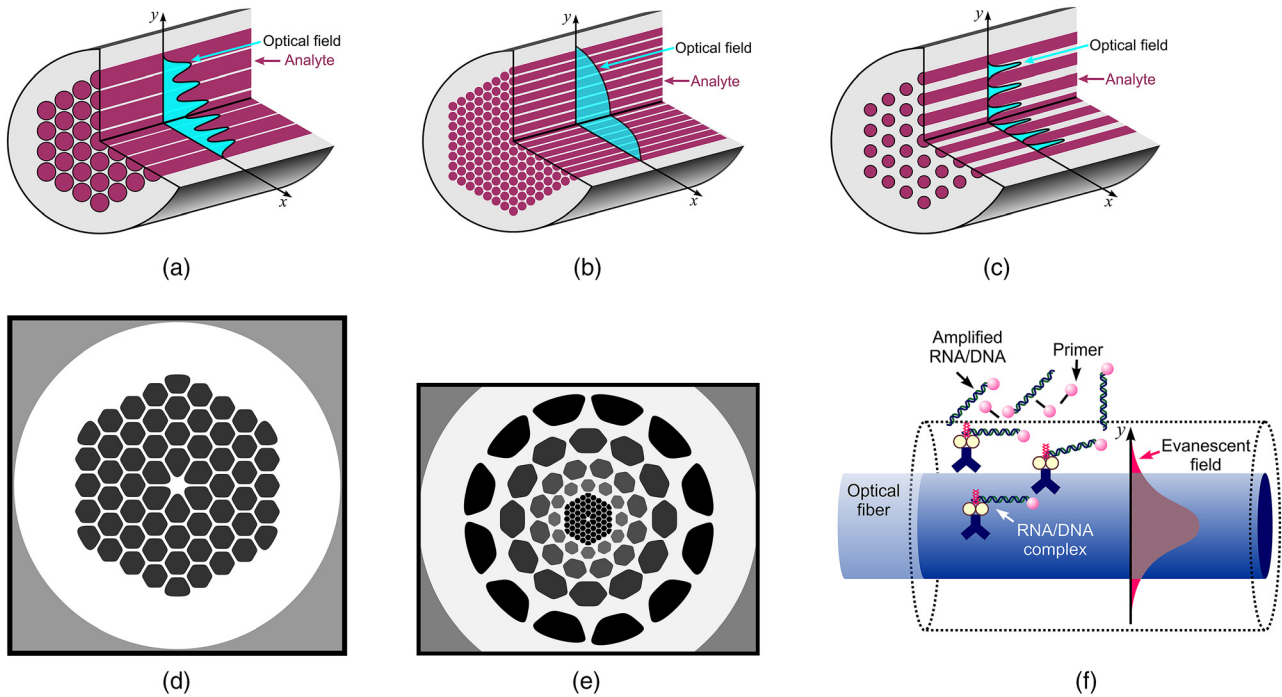 y
Optical field
Analyte
x
(a)
y
Optical field
Analyte
x
(b)
y
Optical field
Analyte
x
(c)
(d)
(e)
Amplified
RNA/DNA
Primer
y
Evanescent
field
Optical
fiber
RNA/DNA
complex
(f)